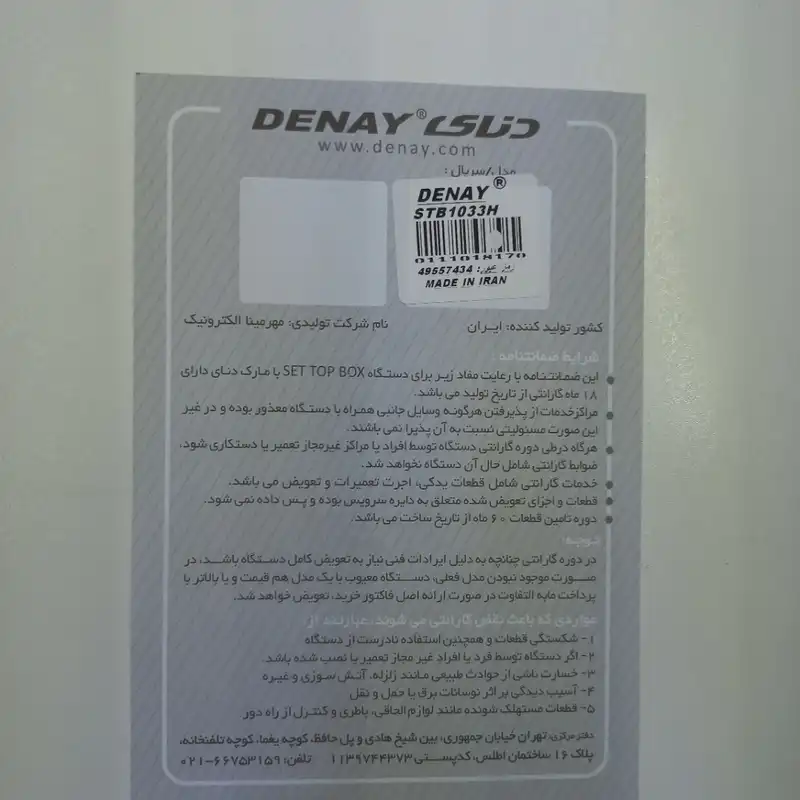 DENAY® دنای
www.denay.com
مدل/سریال :
DENAY®
STB1033H
0111018170
رمز عبور: 49557434
MADE IN IRAN
کشور تولید کننده: ایران نام شرکت تولیدی: مهرمینا الکترونیک
شرایط ضمانتنامه :
این ضمانتنامه با رعایت مفاد زیر برای دستگاه SET TOP BOX با مارک دنای دارای
۱۸ ماه گارانتی از تاریخ تولید می باشد.
مراکز خدمات از پذیرفتن هرگونه وسایل جانبی همراه با دستگاه معذور بوده و در غیر
این صورت مسئولیتی نسبت به آن پذیرا نمی باشند.
هرگاه در طی دوره گارانتی دستگاه توسط افراد یا مراکز غیرمجاز تعمیر یا دستکاری شود،
ضوابط گارانتی شامل حال آن دستگاه نخواهد شد.
خدمات گارانتی شامل قطعات یدکی، اجرت تعمیرات و تعویض می باشد.
قطعات و اجزای تعویض شده متعلق به دایره سرویس بوده و پس داده نمی شود.
دوره تامین قطعات ۶۰ ماه از تاریخ ساخت می باشد.
توجه:
در دوره گارانتی چنانچه به دلیل ایرادات فنی نیاز به تعویض کامل دستگاه باشد، در
صورت موجود نبودن مدل فعلی، دستگاه معیوب با یک مدل هم قیمت و یا بالاتر با
پرداخت مابه التفاوت در صورت ارائه اصل فاکتور خرید، تعویض خواهد شد.
مواردی که باعث نقض گارانتی می شوند، عبارتند از:
۱- شکستگی قطعات و همچنین استفاده نادرست از دستگاه
۲- اگر دستگاه توسط فرد یا افراد غیر مجاز تعمیر یا نصب شده باشد.
۳- خسارت ناشی از حوادث طبیعی مانند زلزله، آتش سوزی و غیره
۴- آسیب دیدگی بر اثر نوسانات برق یا حمل و نقل
۵- قطعات مستهلک شونده مانند لوازم الحاقی، باطری و کنترل از راه دور
دفتر مرکزی: تهران خیابان جمهوری، بین شیخ هادی و پل حافظ، کوچه یغما، کوچه تلفنخانه،
پلاک ۱۶ ساختمان اطلس، کدپستی ۱۱۳۹۷۴۴۳۷۳ تلفن: ۶۶۷۵۳۱۵۹-۰۲۱